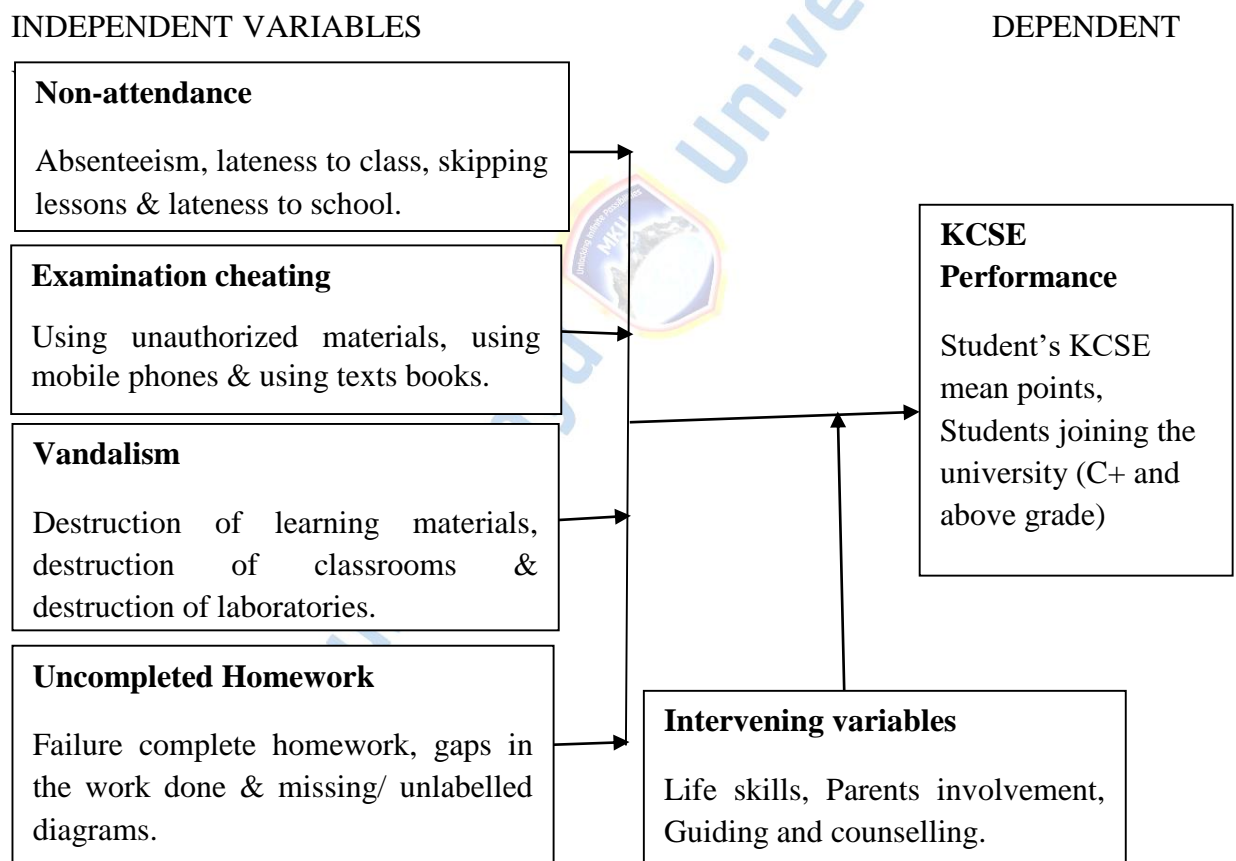 INDEPENDENT VARIABLES
DEPENDENT
Non-attendance
Absenteeism, lateness to class, skipping
lessons & lateness to school.
Examination cheating
Using unauthorized materials, using
mobile phones & using texts books.
Vandalism
Destruction of learning materials,
destruction of classrooms &
destruction of laboratories.
Uncompleted Homework
Failure complete homework, gaps in
the work done & missing/ unlabelled
diagrams.
KCSE
Performance
Student’s KCSE
mean points,
Students joining the
university (C+ and
above grade)
Intervening variables
Life skills, Parents involvement,
Guiding and counselling.
Unive
MKU